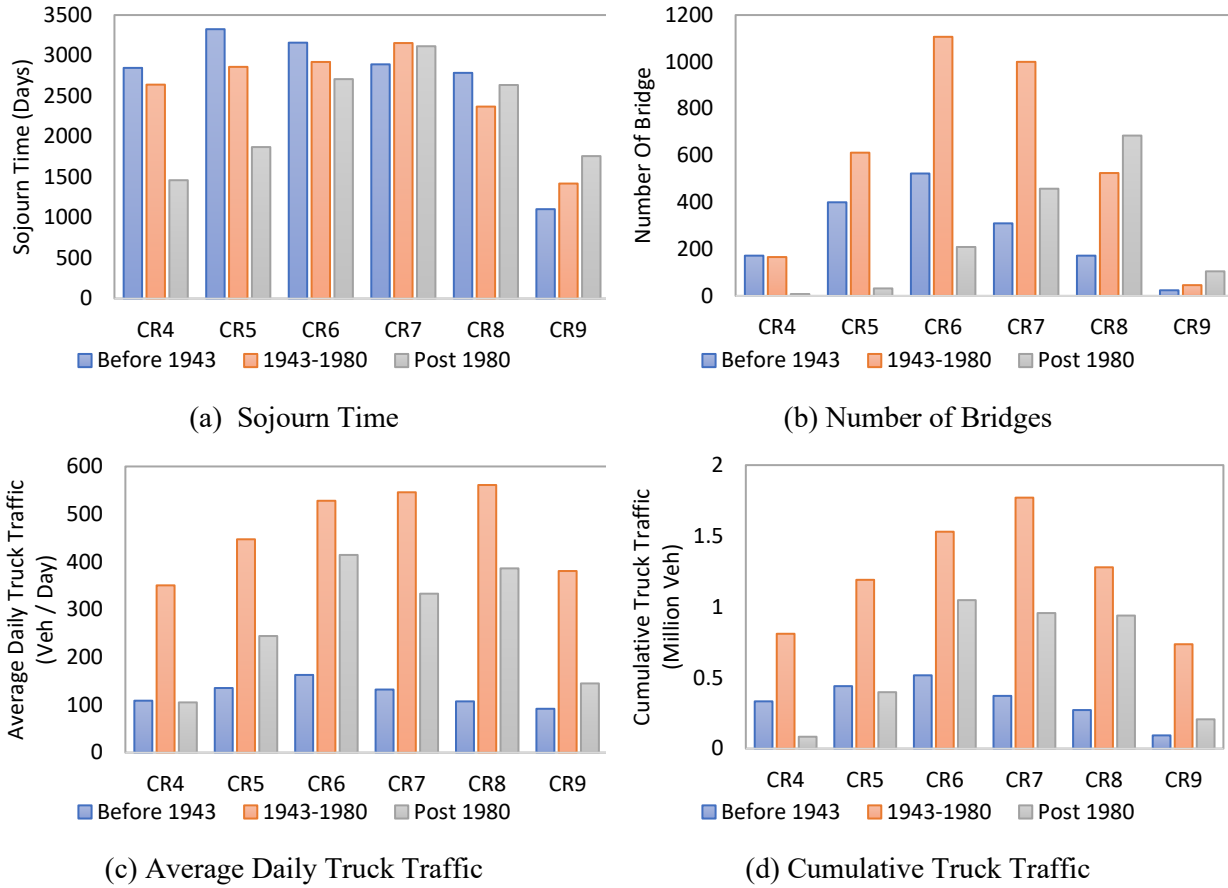 Sojourn Time (Days)
3500
3000
2500
2000
1500
1000
500
0
CR4 CR5 CR6 CR7 CR8 CR9
Before 1943 1943-1980 Post 1980
(a) Sojourn Time
Number Of Bridge
1200
1000
800
600
400
200
0
CR4 CR5 CR6 CR7 CR8 CR9
Before 1943 1943-1980 Post 1980
(b) Number of Bridges
Average Daily Truck Traffic
(Veh / Day)
600
500
400
300
200
100
0
CR4 CR5 CR6 CR7 CR8 CR9
Before 1943 1943-1980 Post 1980
(c) Average Daily Truck Traffic
Cumulative Truck Traffic
(Million Veh)
2
1.5
1
0.5
0
CR4 CR5 CR6 CR7 CR8 CR9
Before 1943 1943-1980 Post 1980
(d) Cumulative Truck Traffic